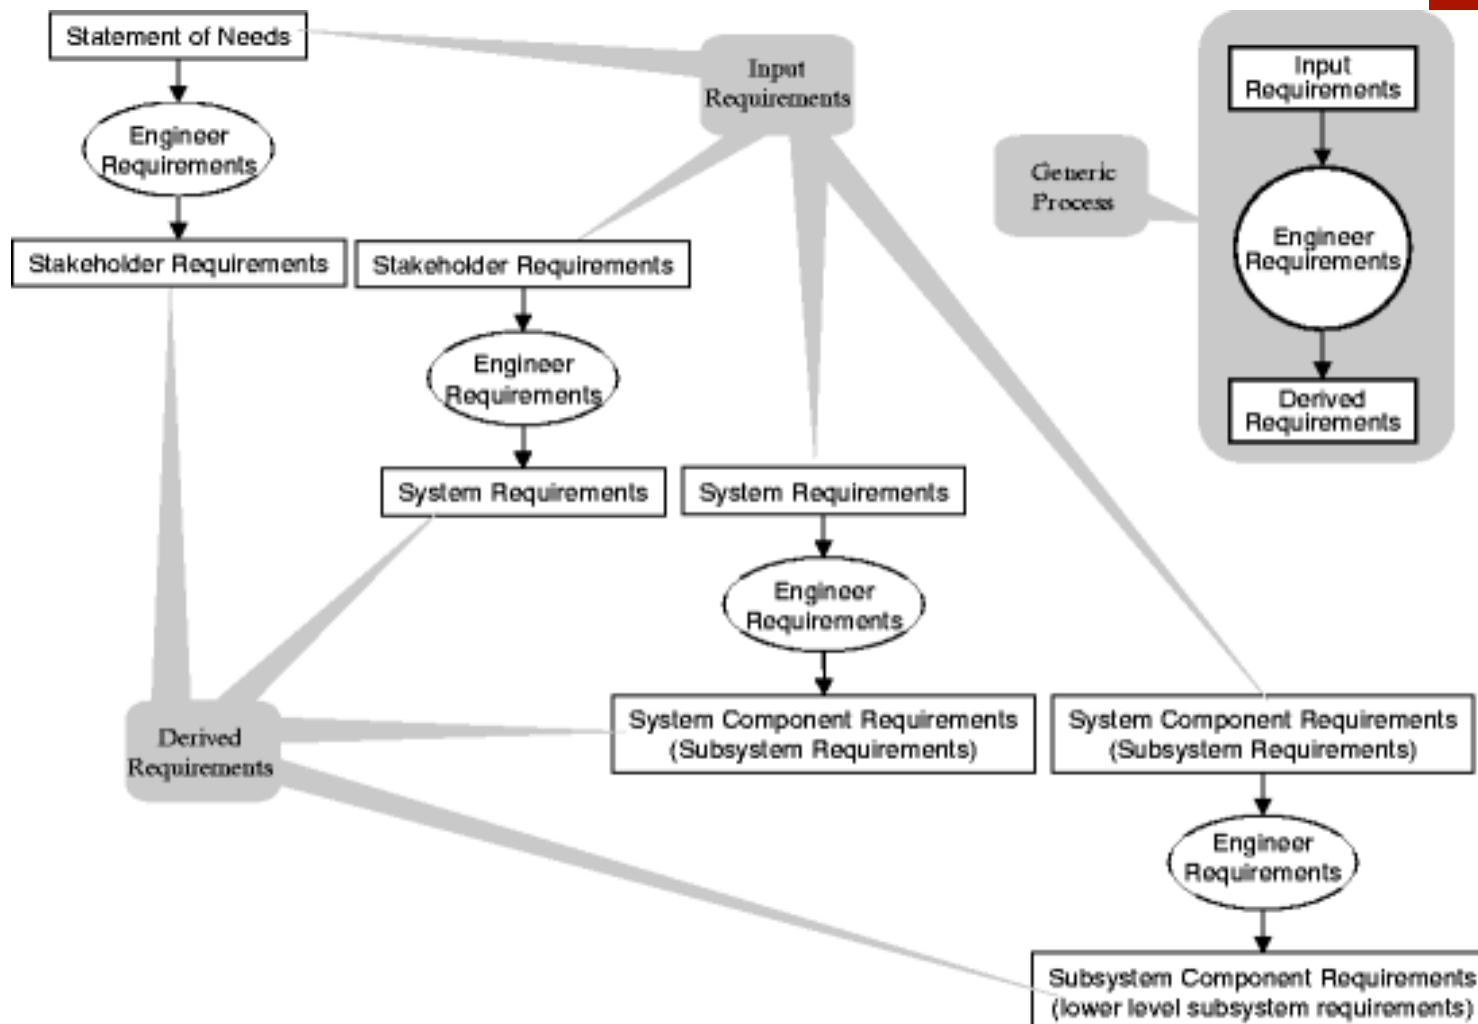 Statement of Needs
Engineer
Requirements
Stakeholder Requirements
Input
Requirements
Stakeholder Requirements
Engineer
Requirements
System Requirements
System Requirements
Engineer
Requirements
System Component Requirements
(Subsystem Requirements)
Derived
Requirements
System Component Requirements
(Subsystem Requirements)
Engineer
Requirements
Subsystem Component Requirements
(lower level subsystem requirements)
Generic
Process
Input
Requirements
Engineer
Requirements
Derived
Requirements